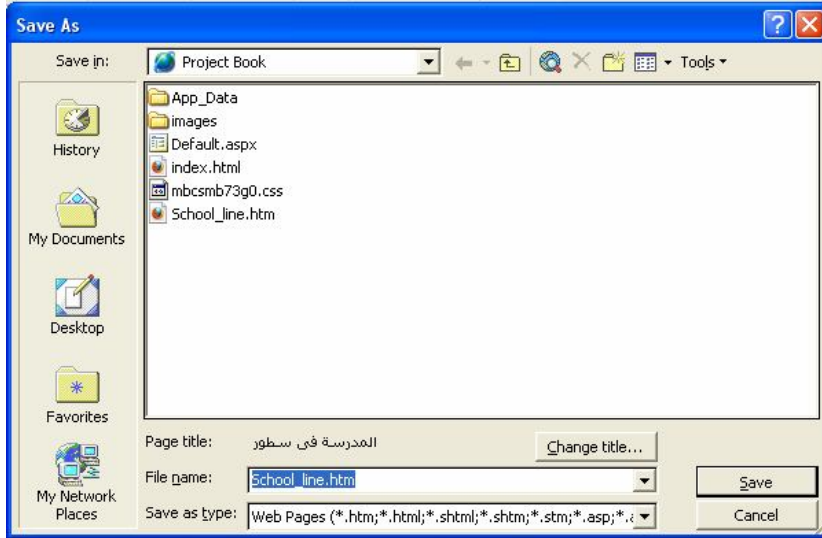 Save As
Save in:
Project Book
Tools
History
My Documents
Desktop
Favorites
My Network Places
App_Data
images
Default.aspx
index.html
mbcsmb73g0.css
School_line.htm
Page title:
المدرسة فى سطور
Change title...
File name:
School_line.htm
Save
Save as type:
Web Pages (*.htm;*.html;*.shtml;*.shtm;*.stm;*.asp;*.a
Cancel